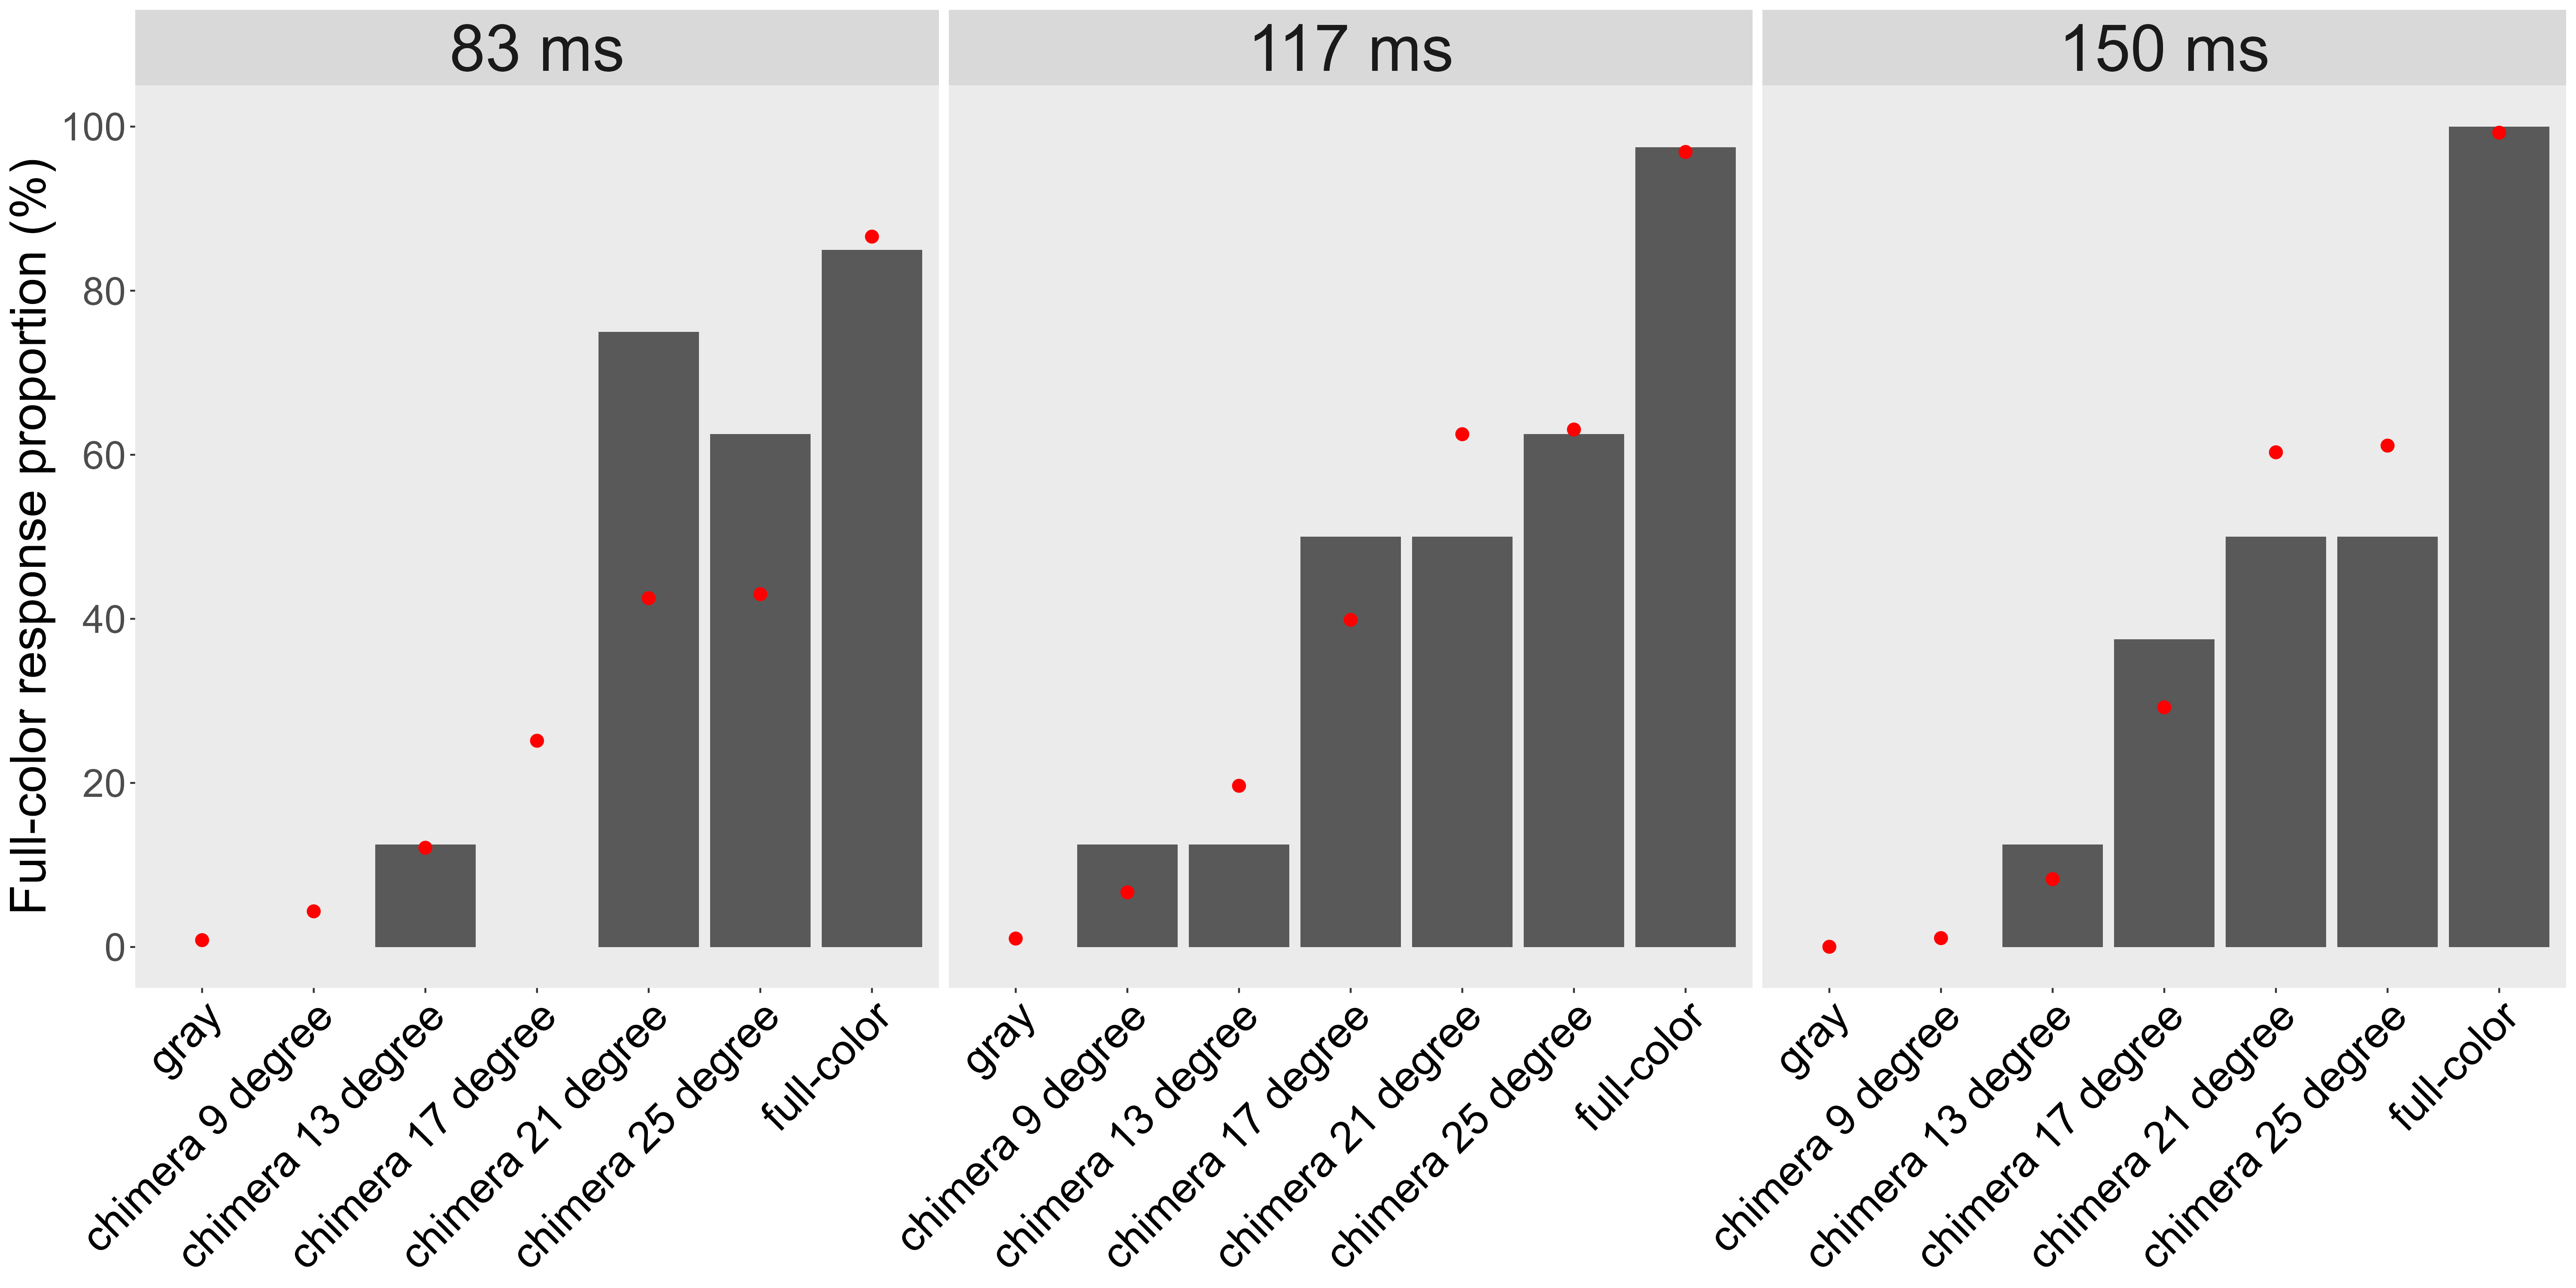 83 ms
117 ms
150 ms
Full-color response proportion (%)
100
80
60
40
20
0
gray
chimera 9 degree
chimera 13 degree
chimera 17 degree
chimera 21 degree
chimera 25 degree
full-color
gray
chimera 9 degree
chimera 13 degree
chimera 17 degree
chimera 21 degree
chimera 25 degree
full-color
gray
chimera 9 degree
chimera 13 degree
chimera 17 degree
chimera 21 degree
chimera 25 degree
full-color